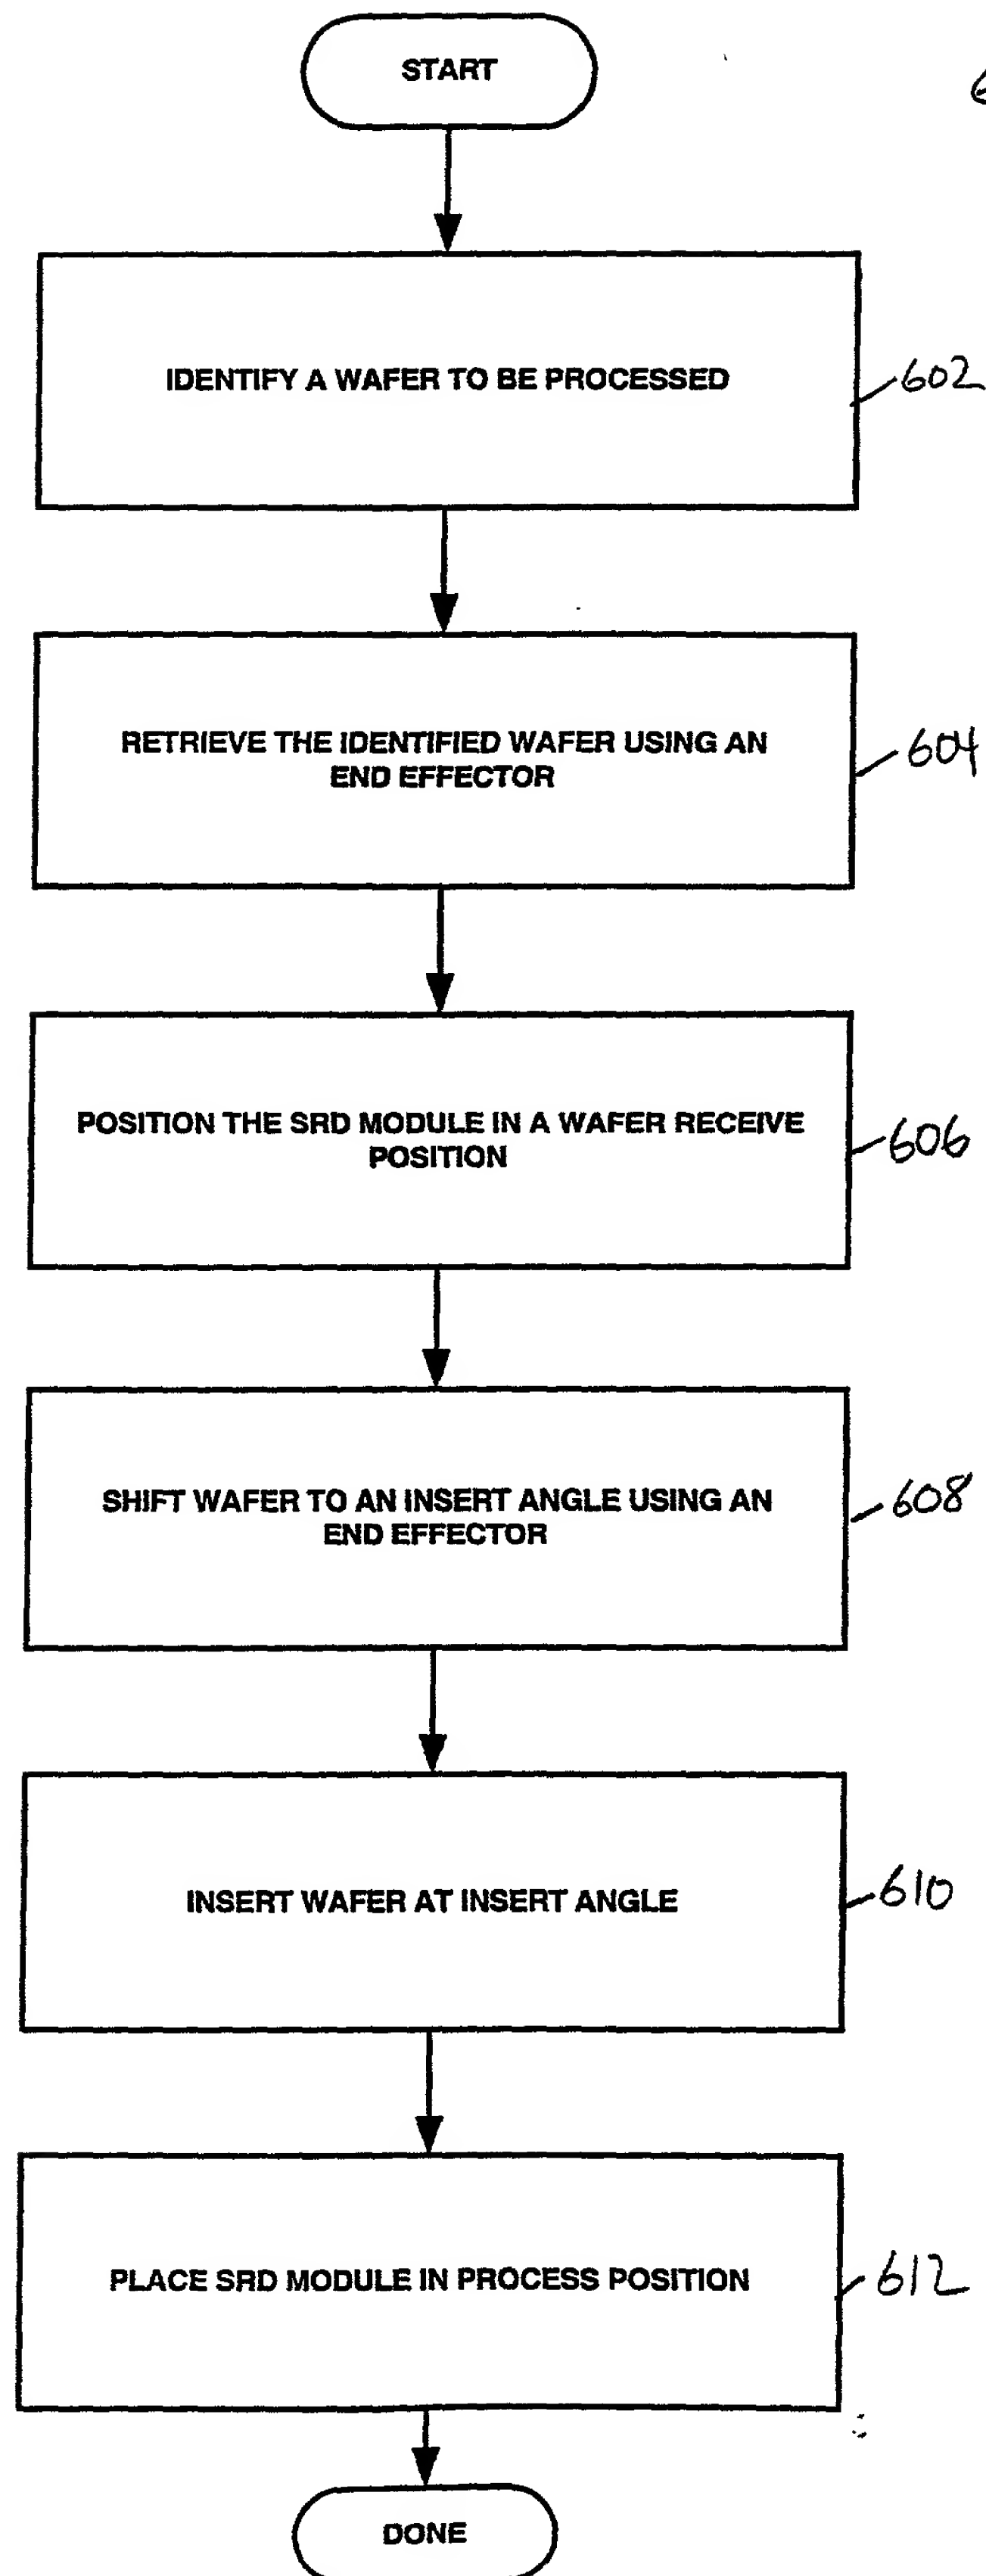 START
IDENTIFY A WAFER TO BE PROCESSED
602
RETRIEVE THE IDENTIFIED WAFER USING AN
END EFFECTOR
604
POSITION THE SRD MODULE IN A WAFER RECEIVE
POSITION
606
SHIFT WAFER TO AN INSERT ANGLE USING AN
END EFFECTOR
608
INSERT WAFER AT INSERT ANGLE
610
PLACE SRD MODULE IN PROCESS POSITION
612
DONE